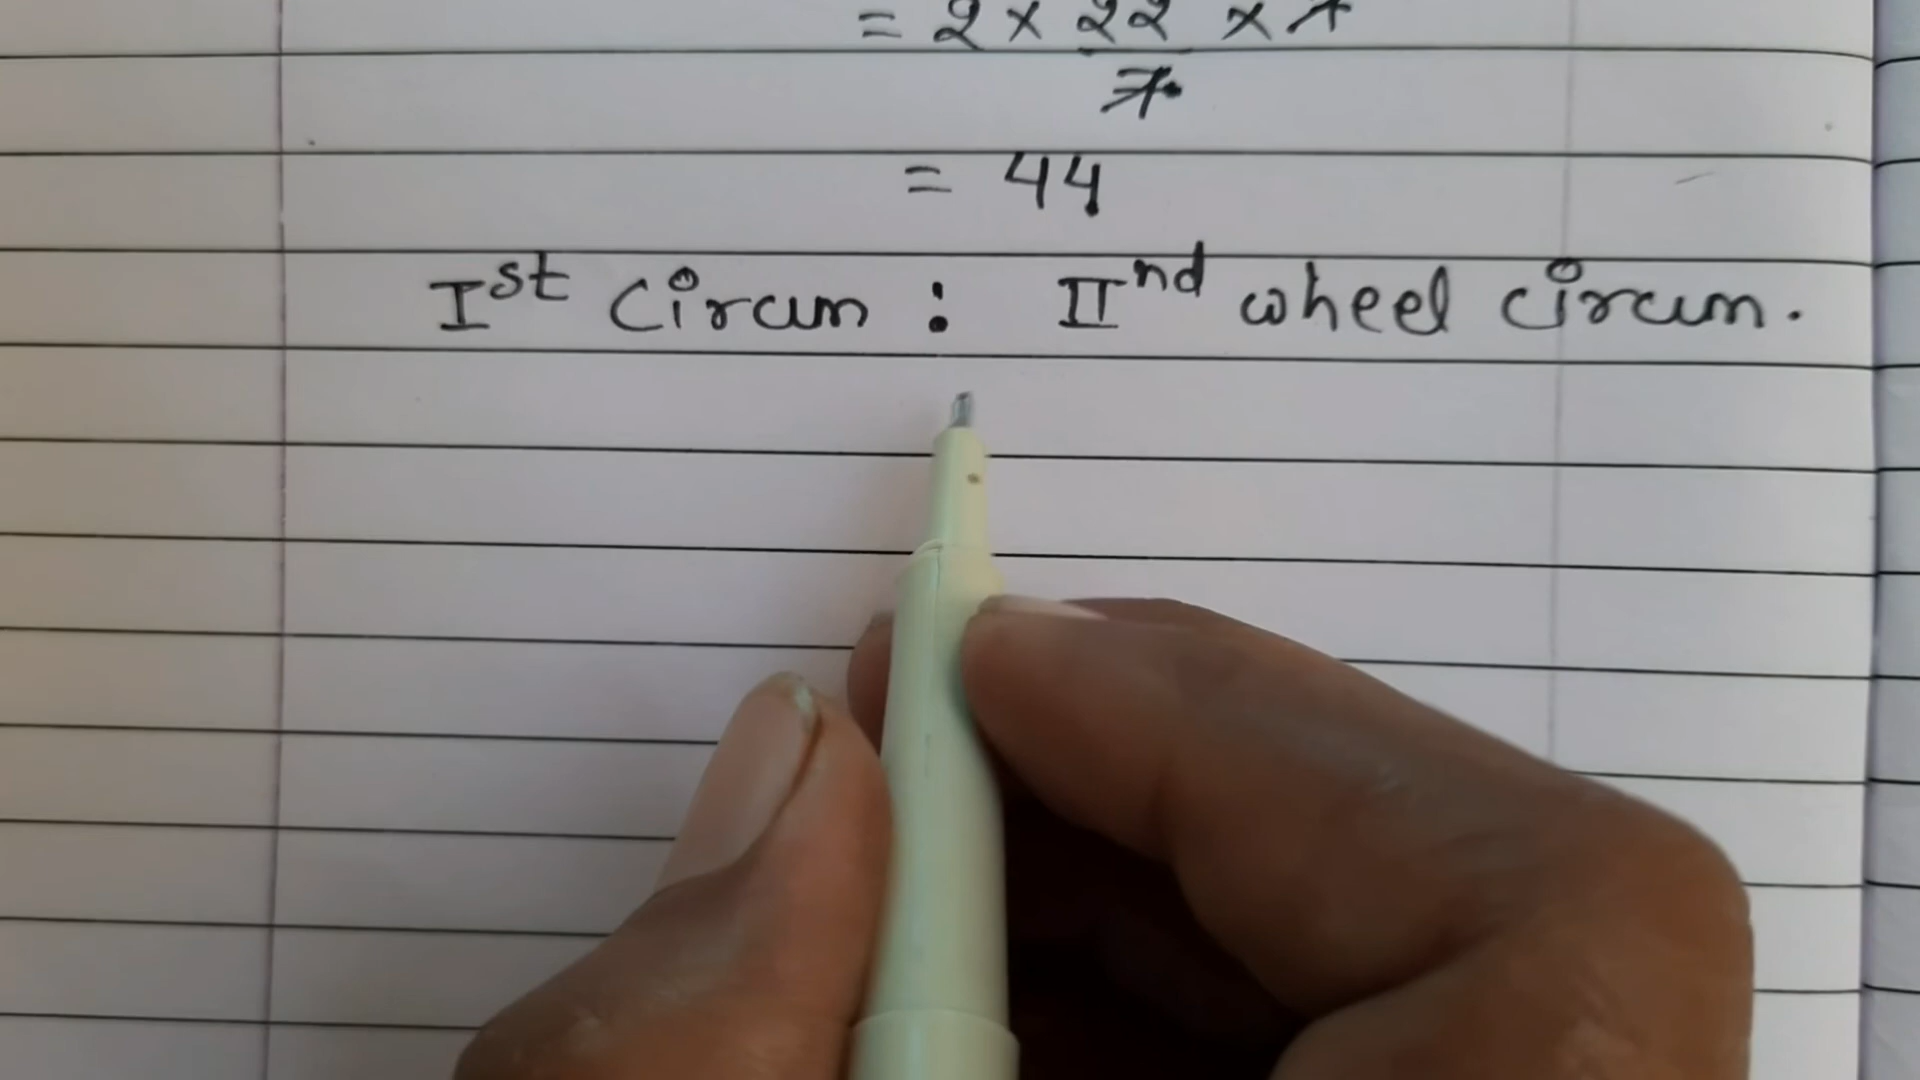 = 2 × 22 × 7
7
= 44
Ist Circum : IInd wheel circum.